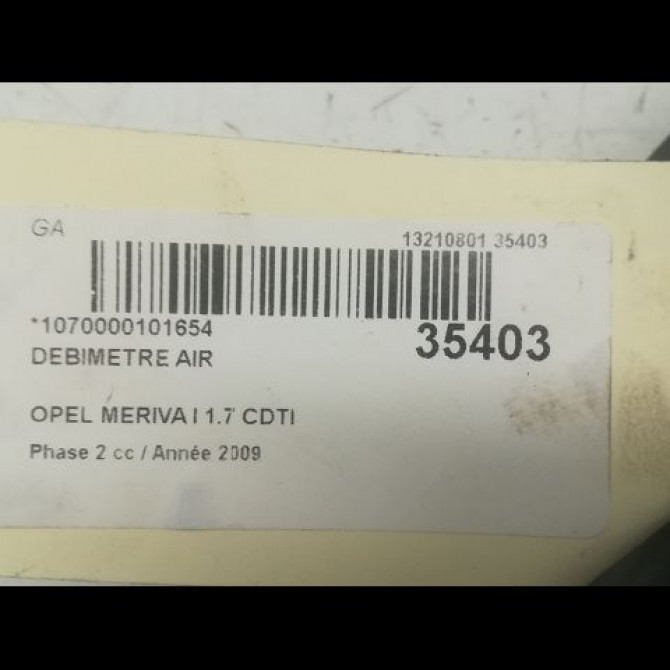 GA
13210801 35403
*1070000101654
35403
DEBIMETRE AIR
OPEL MERIVA I 1.7 CDTI
Phase 2 cc / Année 2009